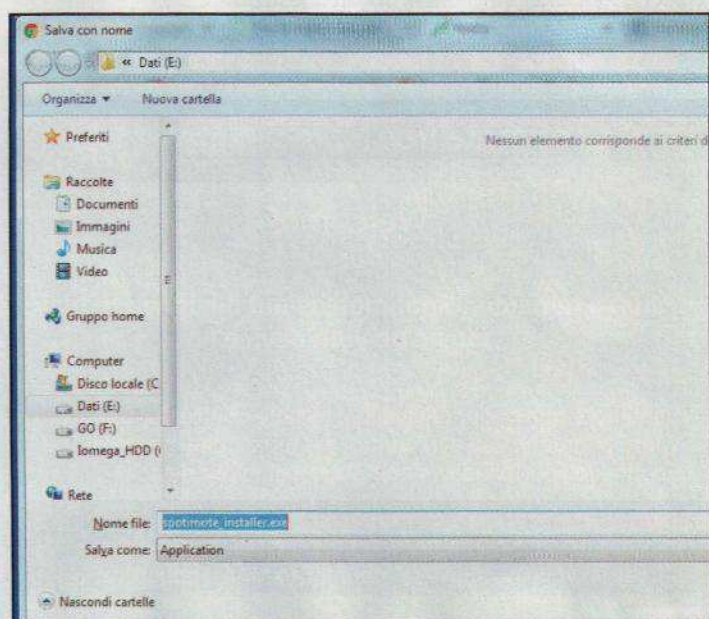 Salva con nome
« Dati (E:)
Organizza ▼ Nuova cartella
Preferiti
Nessun elemento corrisponde ai criteri d
Raccolte
Documenti
Immagini
Musica
Video
Gruppo home
Computer
Disco locale (C
Dati (E:)
GO (F:)
Iomega_HDD (
Rete
Nome file: spotimote_installer.exe
Salva come: Application
Nascondi cartelle